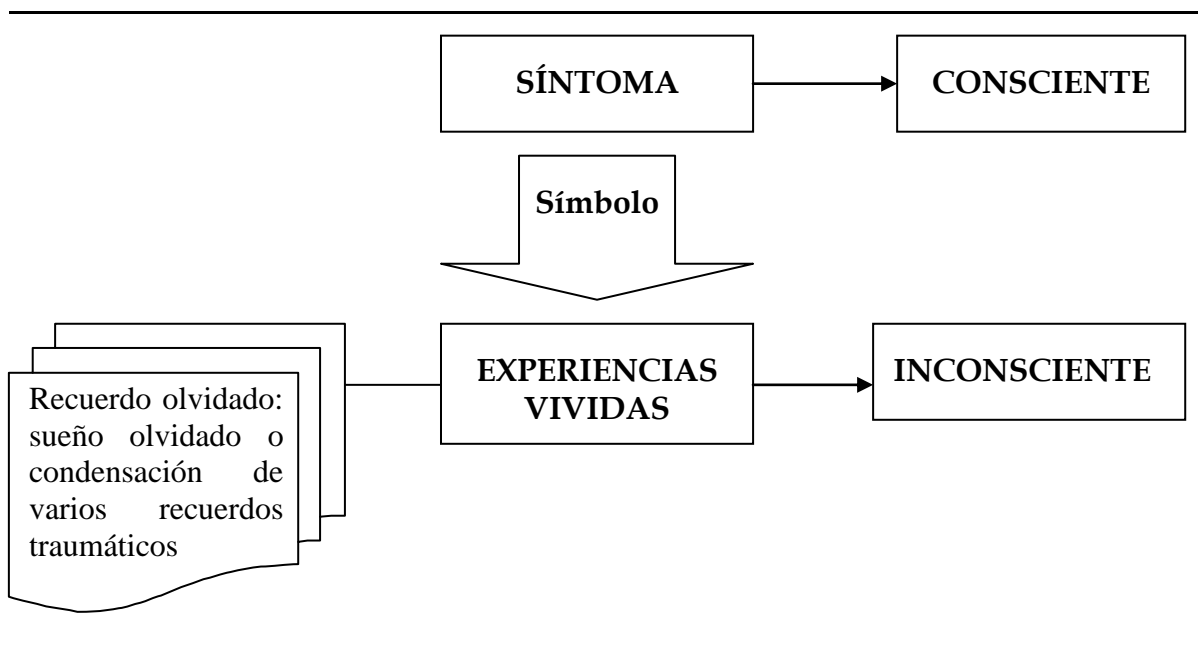 SÍNTOMA
CONSCIENTE
Símbolo
EXPERIENCIAS
VIVIDAS
INCONSCIENTE
Recuerdo olvidado:
sueño olvidado o
condensación de
varios recuerdos
traumáticos